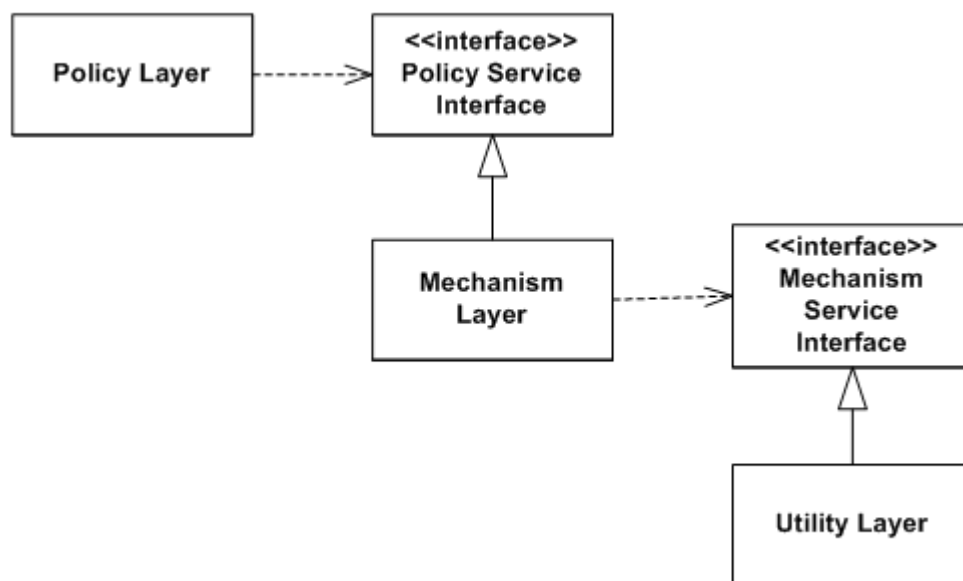 Policy Layer
<<interface>>
Policy Service
Interface
Mechanism
Layer
<<interface>>
Mechanism
Service
Interface
Utility Layer